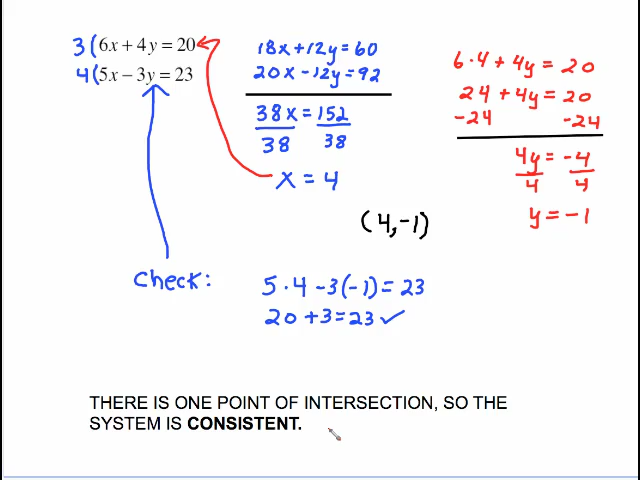 3(6x + 4y = 20
4(5x − 3y = 23
18x+12y=60
20x−12y=92
38x = 152
38 38
x = 4
6·4 + 4y = 20
24 + 4y = 20
−24 −24
4y = −4
4 4
y = −1
(4,−1)
Check:
5·4 −3(−1) = 23
20 +3=23 ✓
THERE IS ONE POINT OF INTERSECTION, SO THE
SYSTEM IS CONSISTENT.